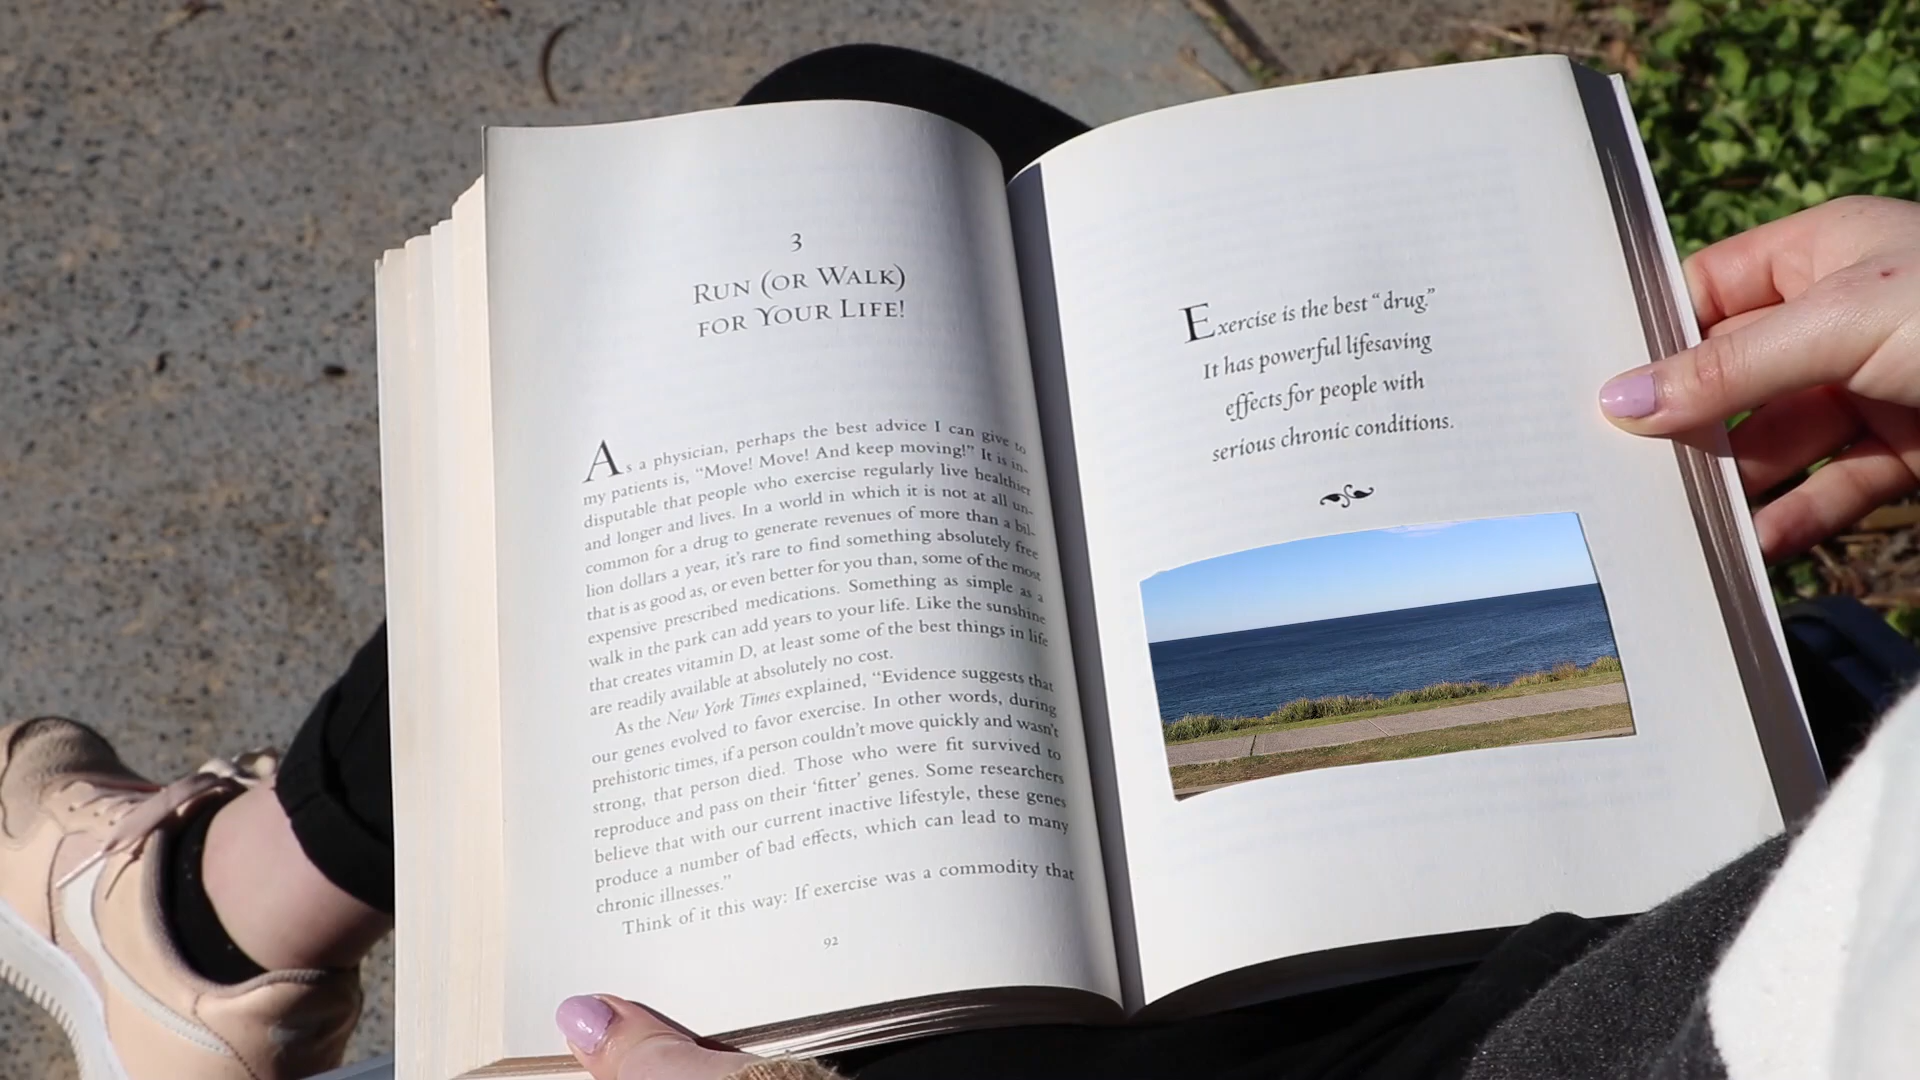 3
RUN (OR WALK)
FOR YOUR LIFE!
As a physician, perhaps the best advice I can give to
my patients is, “Move! Move! And keep moving!” It is in-
disputable that people who exercise regularly live healthier
and longer and lives. In a world in which it is not at all un-
common for a drug to generate revenues of more than a bil-
lion dollars a year, it’s rare to find something absolutely free
that is as good as, or even better for you than, some of the most
expensive prescribed medications. Something as simple as a
walk in the park can add years to your life. Like the sunshine
that creates vitamin D, at least some of the best things in life
are readily available at absolutely no cost.
As the New York Times explained, “Evidence suggests that
our genes evolved to favor exercise. In other words, during
prehistoric times, if a person couldn’t move quickly and wasn’t
strong, that person died. Those who were fit survived to
reproduce and pass on their ‘fitter’ genes. Some researchers
believe that with our current inactive lifestyle, these genes
produce a number of bad effects, which can lead to many
chronic illnesses.”
Think of it this way: If exercise was a commodity that
92
Exercise is the best “drug.”
It has powerful lifesaving
effects for people with
serious chronic conditions.